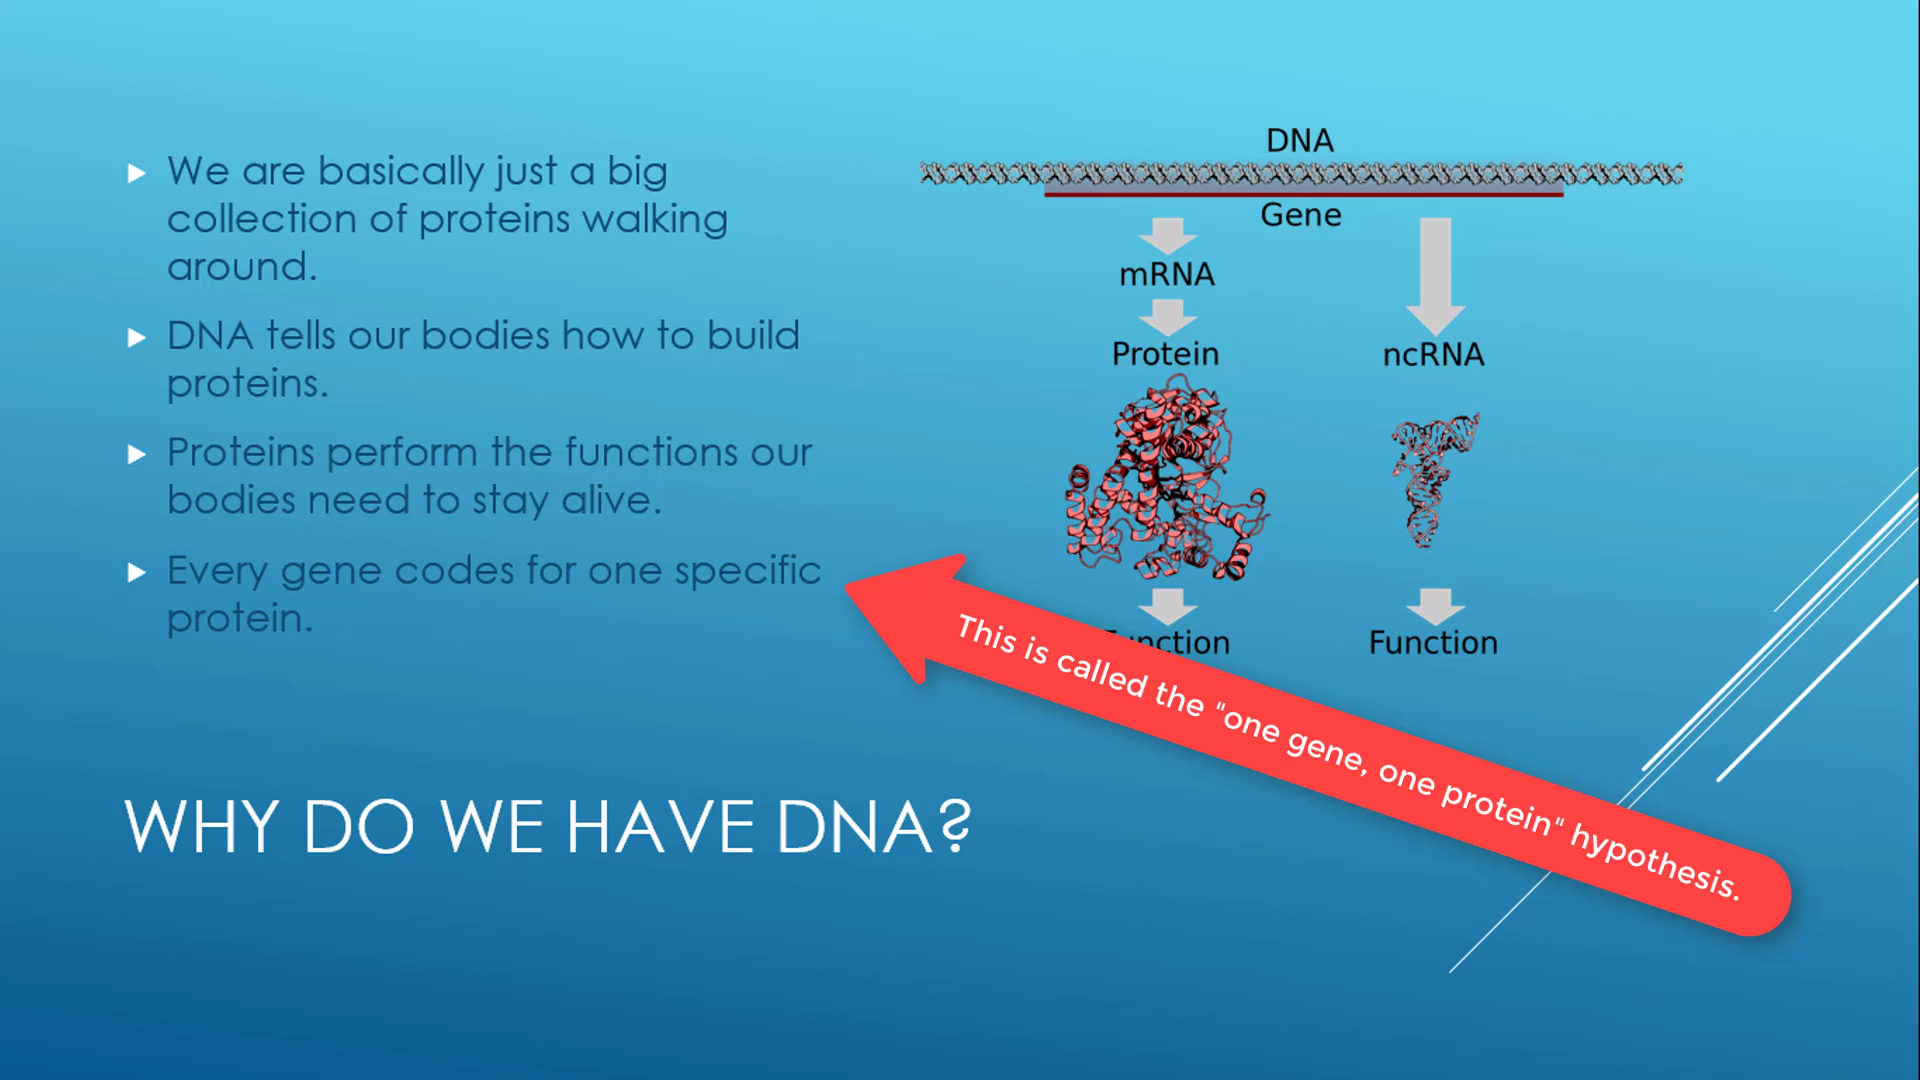 We are basically just a big
collection of proteins walking
around.
DNA tells our bodies how to build
proteins.
Proteins perform the functions our
bodies need to stay alive.
Every gene codes for one specific
protein.
DNA
Gene
mRNA
Protein
ncRNA
unction
Function
This is called the "one gene, one protein" hypothesis.
WHY DO WE HAVE DNA?